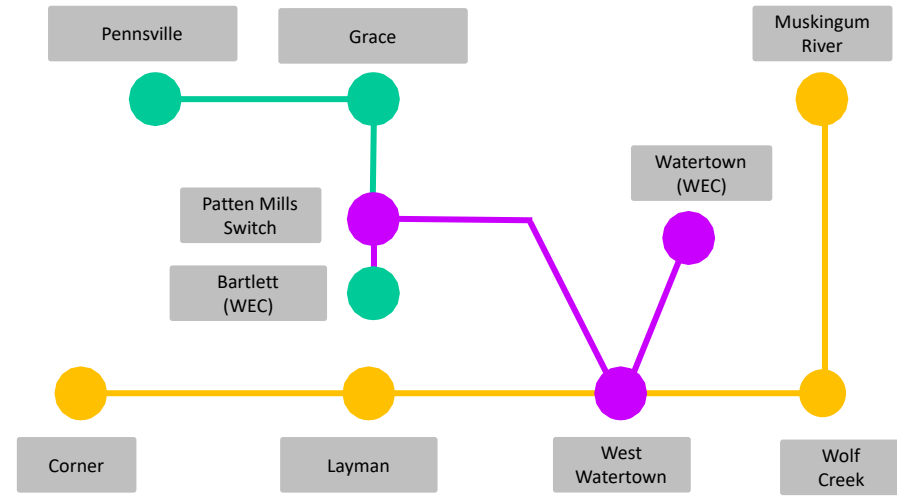 Pennsville
Grace
Muskingum
River
Watertown
(WEC)
Patten Mills
Switch
Bartlett
(WEC)
Corner
Layman
West
Watertown
Wolf
Creek